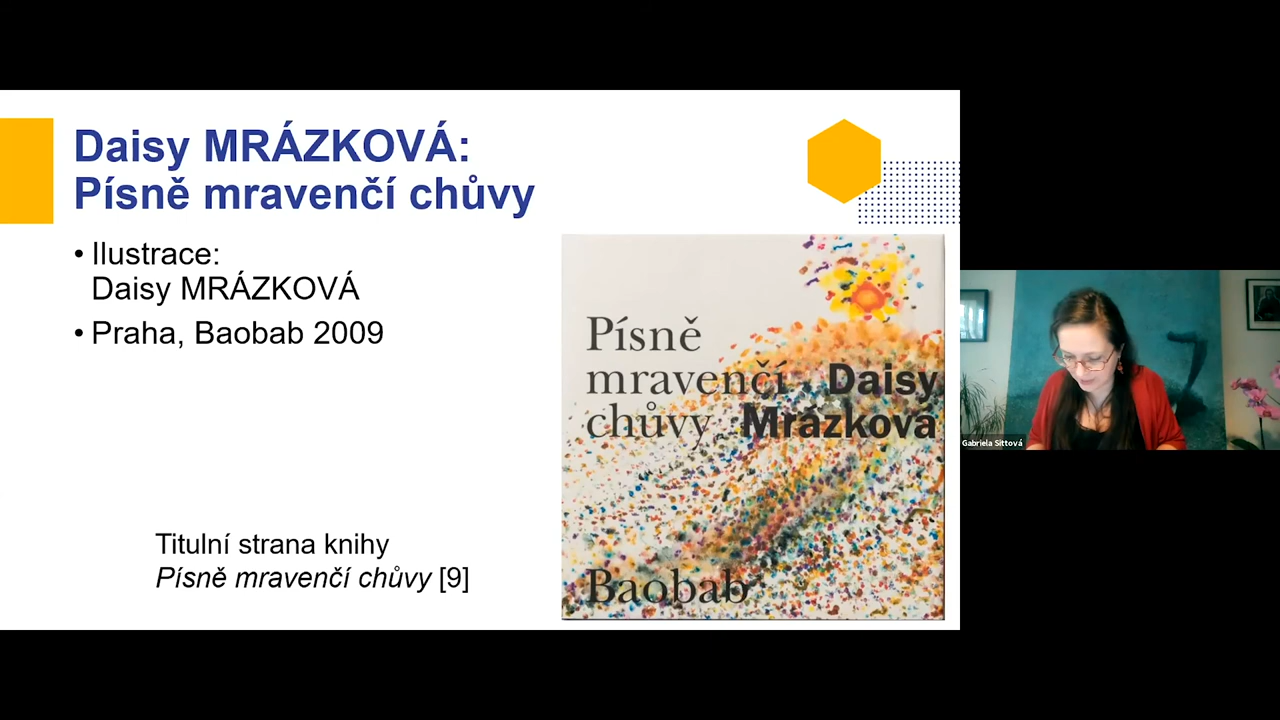 Daisy MRÁZKOVÁ:
Písně mravenčí chůvy
• Ilustrace:
Daisy MRÁZKOVÁ
• Praha, Baobab 2009
Titulní strana knihy
Písně mravenčí chůvy [9]
Písně
mravenčí
chůvy
Daisy
Mrázková
Baobab
Gabriela Sittová